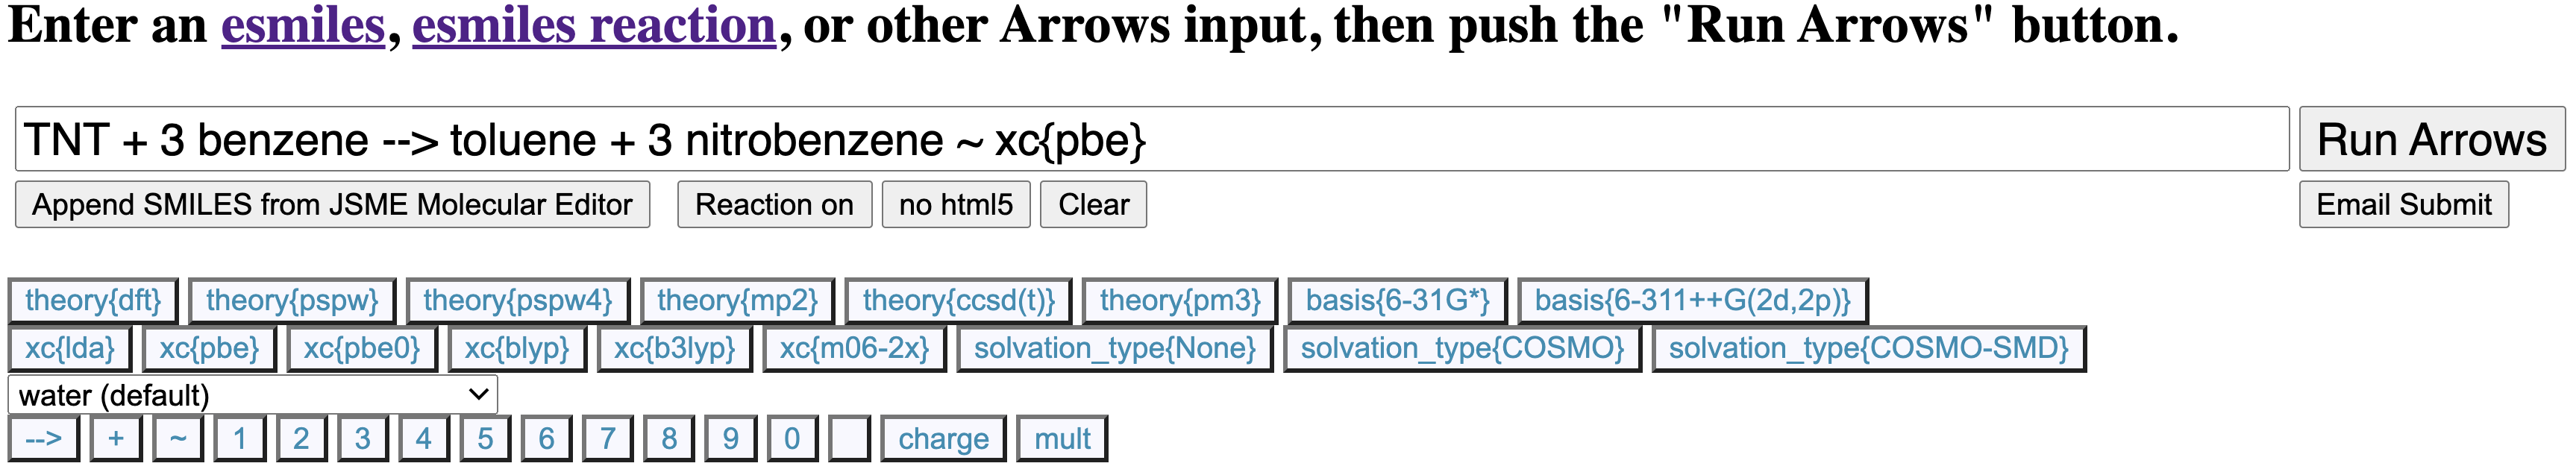 Enter an esmiles, esmiles reaction, or other Arrows input, then push the "Run Arrows" button.
TNT + 3 benzene --> toluene + 3 nitrobenzene ~ xc{pbe} Run Arrows
Append SMILES from JSME Molecular Editor Reaction on no html5 Clear Email Submit
theory{dft} theory{pspw} theory{pspw4} theory{mp2} theory{ccsd(t)} theory{pm3} basis{6-31G*} basis{6-311++G(2d,2p)}
xc{lda} xc{pbe} xc{pbe0} xc{blyp} xc{b3lyp} xc{m06-2x} solvation_type{None} solvation_type{COSMO} solvation_type{COSMO-SMD}
water (default)
--> + ~ 1 2 3 4 5 6 7 8 9 0 charge mult